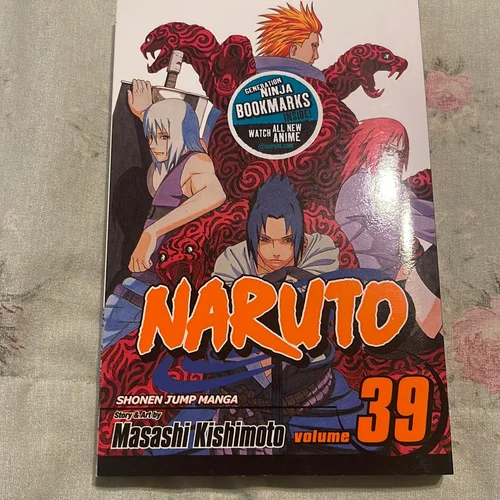 GENERATION
NINJA
BOOKMARKS
INSIDE!
WATCH ALL NEW
ANIME
NARUTO
SHONEN JUMP MANGA
Story & Art by
Masashi Kishimoto
volume 39